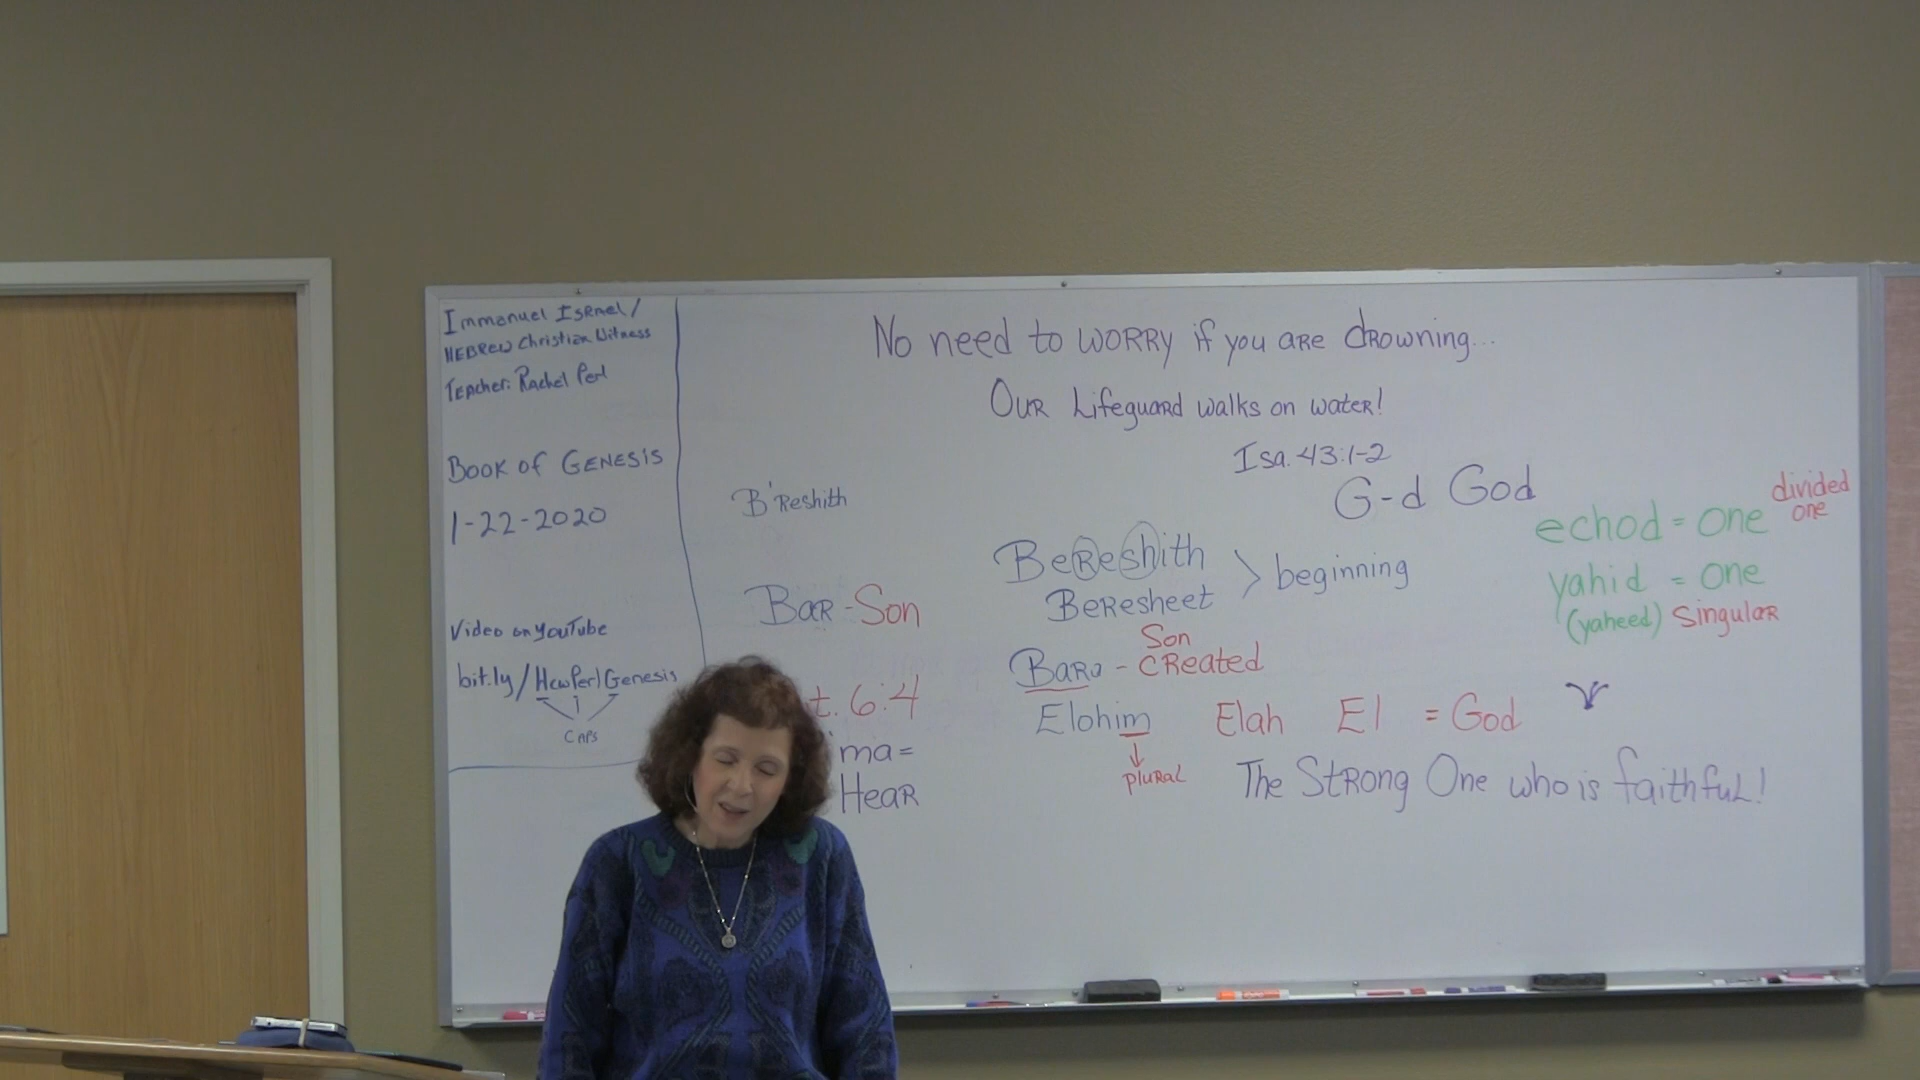 Immanuel Israel/
HEBREW Christian Witness
Teacher: Rachel Perl
BOOK of GENESIS
1-22-2020
Video on YouTube
bit.ly/HcwPerlGenesis
CAPS
No need to WORRY if you are drowning...
Our Lifeguard walks on water!
Isa. 43:1-2
G-d God
B'Reshith
BeReshith
Beresheet
> beginning
Bar - Son
Son
Bara - Created
t. 6:4
ma =
Hear
Elohim Elah El = God
↓
plural
The Strong One who is faithful!
echod = one divided one
yahid = one
(yaheed) Singular